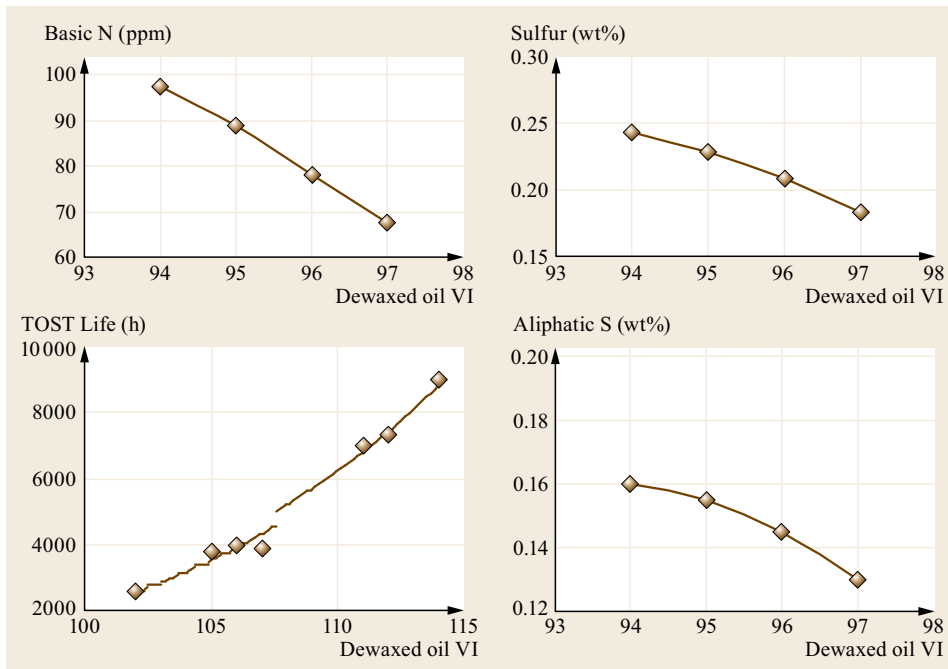 Basic N (ppm)
100
90
80
70
60
93 94 95 96 97 98
Dewaxed oil VI
Sulfur (wt%)
0.30
0.25
0.20
0.15
93 94 95 96 97 98
Dewaxed oil VI
TOST Life (h)
10 000
8000
6000
4000
2000
100 105 110 115
Dewaxed oil VI
Aliphatic S (wt%)
0.20
0.18
0.16
0.14
0.12
93 94 95 96 97 98
Dewaxed oil VI